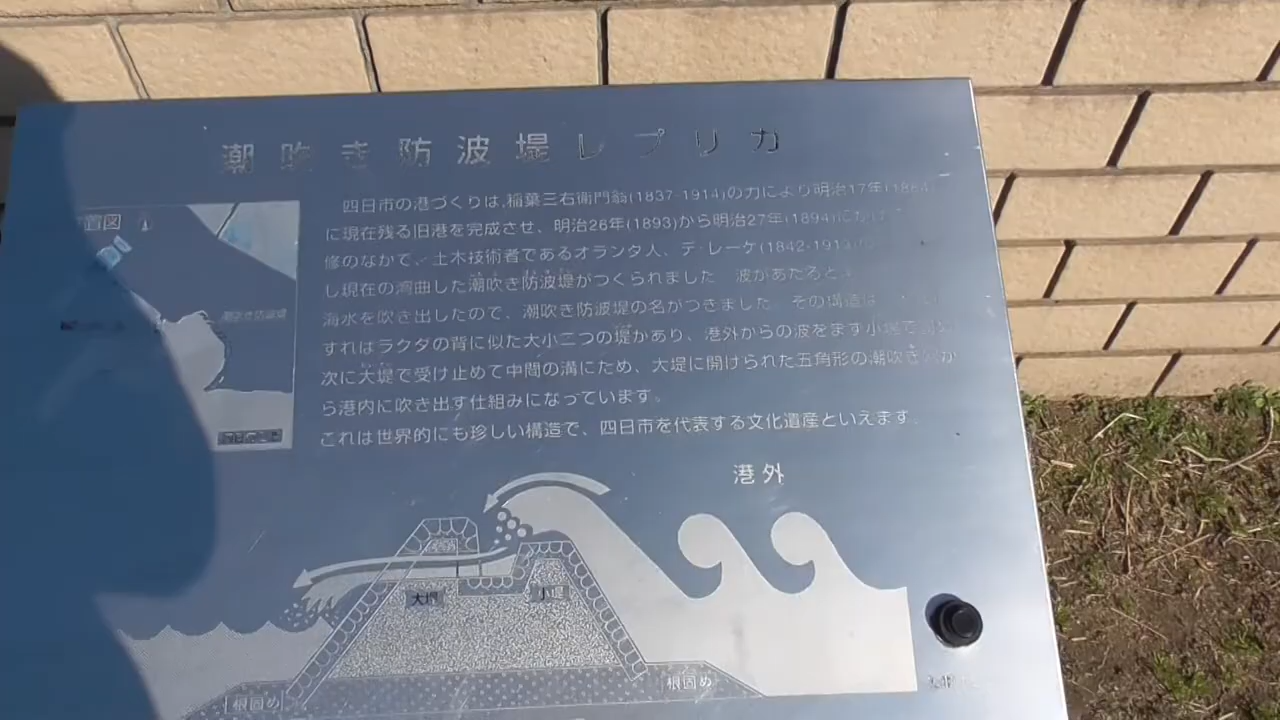 潮吹き防波堤レプリカ
四日市の港づくりは、稲葉三右衛門翁(1837-1914)の力により明治17年(1884)
に現在残る旧港を完成させ、明治26年(1893)から明治27年(1894)に
修のなかで、土木技術者であるオランダ人、デ・レーケ(1842-1913)
し現在の湾曲した潮吹き防波堤がつくられました 波があたると
海水を吹き出したので、潮吹き防波堤の名がつきました その構造は
すればラクダの背に似た大小二つの堤があり、港外からの波をまず小堤で
次に大堤で受け止めて中間の溝にため、大堤に開けられた五角形の潮吹き
ら港内に吹き出す仕組みになっています。
これは世界的にも珍しい構造で、四日市を代表する文化遺産といえます。
置図
潮吹き防波堤
港外
大堤
小堤
根固め
根固め